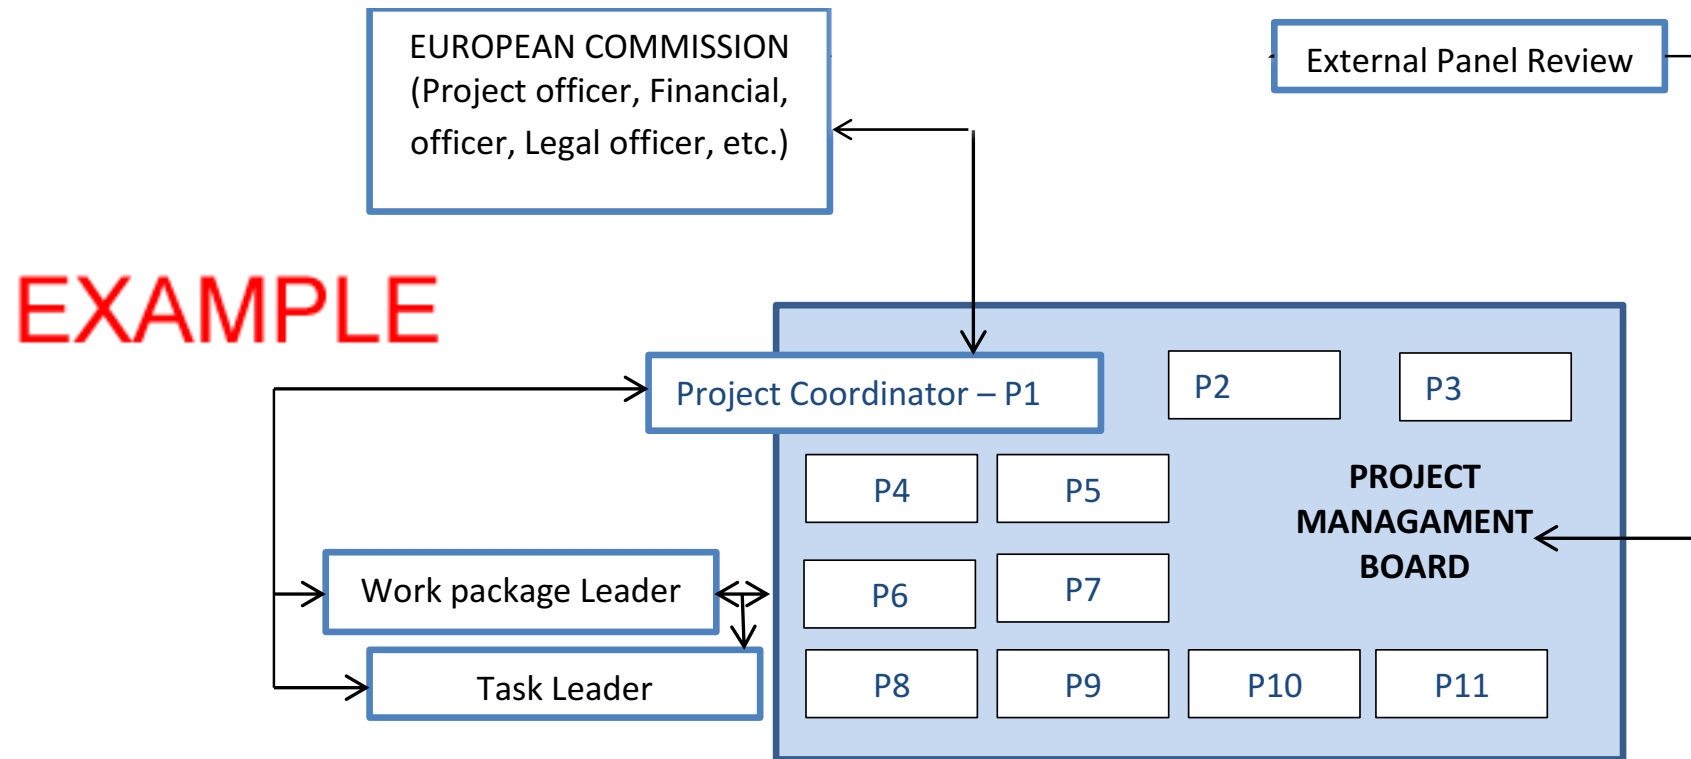 EUROPEAN COMMISSION
(Project officer, Financial,
officer, Legal officer, etc.)
External Panel Review
EXAMPLE
Project Coordinator – P1
P2
P3
P4
P5
PROJECT
MANAGAMENT
BOARD
Work package Leader
P6
P7
Task Leader
P8
P9
P10
P11